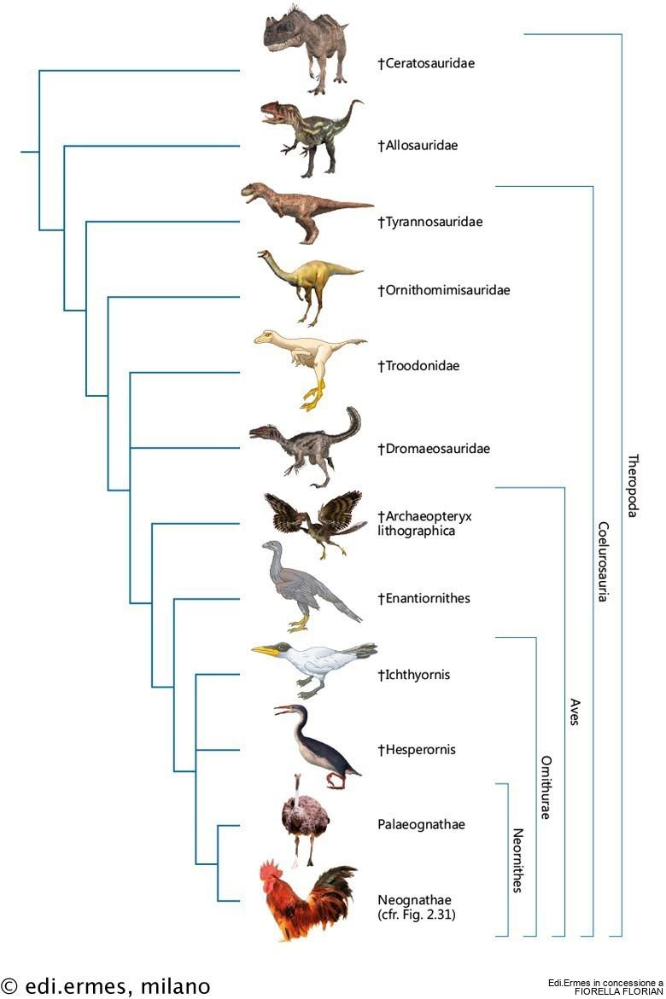 †Ceratosauridae
†Allosauridae
†Tyrannosauridae
†Ornithomimisauridae
†Troodonidae
†Dromaeosauridae
†Archaeopteryx
lithographica
†Enantiornithes
†Ichthyornis
†Hesperornis
Palaeognathae
Neognathae
(cfr. Fig. 2.31)
Neornithes
Ornithurae
Aves
Coelurosauria
Theropoda
© edi.ermes, milano
Edi.Ermes in concessione a
FIORELLA FLORIAN